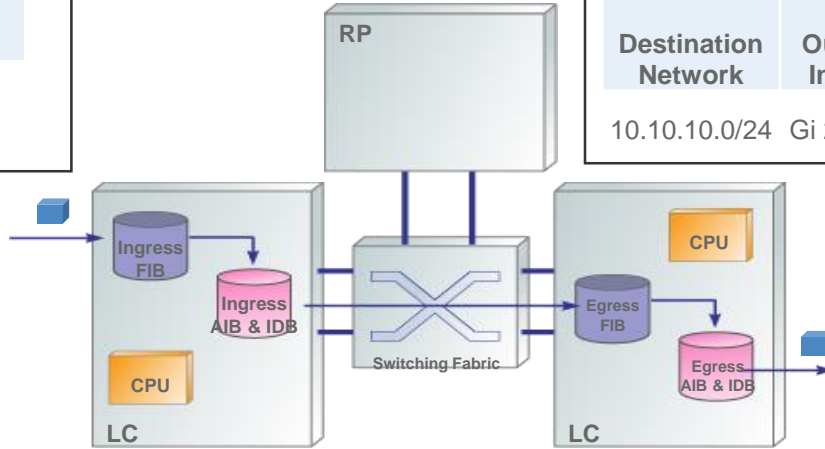 RP
Destination
Network
10.10.10.0/24 Gi
Ingress
FIB
Ingress
AIB & IDB
CPU
LC
Switching Fabric
CPU
Egress
FIB
Egress
AIB & IDB
LC